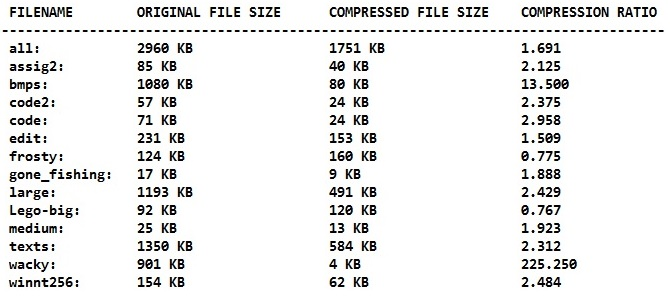 FILENAME ORIGINAL FILE SIZE COMPRESSED FILE SIZE COMPRESSION RATIO
--------------------------------------------------------------------------------
all: 2960 KB 1751 KB 1.691
assig2: 85 KB 40 KB 2.125
bmps: 1080 KB 80 KB 13.500
code2: 57 KB 24 KB 2.375
code: 71 KB 24 KB 2.958
edit: 231 KB 153 KB 1.509
frosty: 124 KB 160 KB 0.775
gone_fishing: 17 KB 9 KB 1.888
large: 1193 KB 491 KB 2.429
Lego-big: 92 KB 120 KB 0.767
medium: 25 KB 13 KB 1.923
texts: 1350 KB 584 KB 2.312
wacky: 901 KB 4 KB 225.250
winnt256: 154 KB 62 KB 2.484